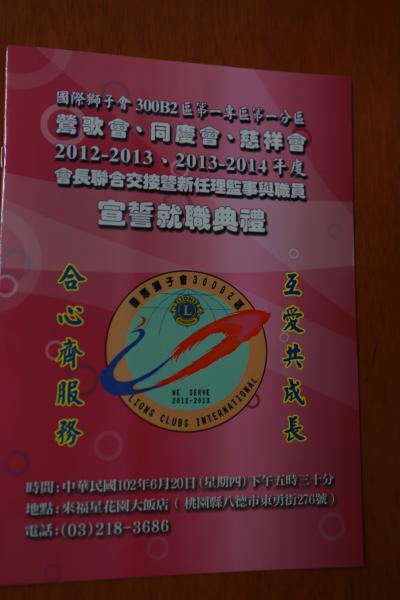 國際獅子會300B2區第一專區第一分區
鶯歌會、同慶會、慈祥會
2012-2013、2013-2014年度
會長聯合交接暨新任理監事與職員
宣誓就職典禮
合心齊服務
互愛共成長
國際獅子會300B2區
LIONS
L
WE SERVE
2012-2013
LIONS CLUBS INTERNATIONAL
時間:中華民國102年6月20日(星期四)下午五時三十分
地點:來福星花園大飯店(桃園縣八德市東勇街276號)
電話:(03)218-3686